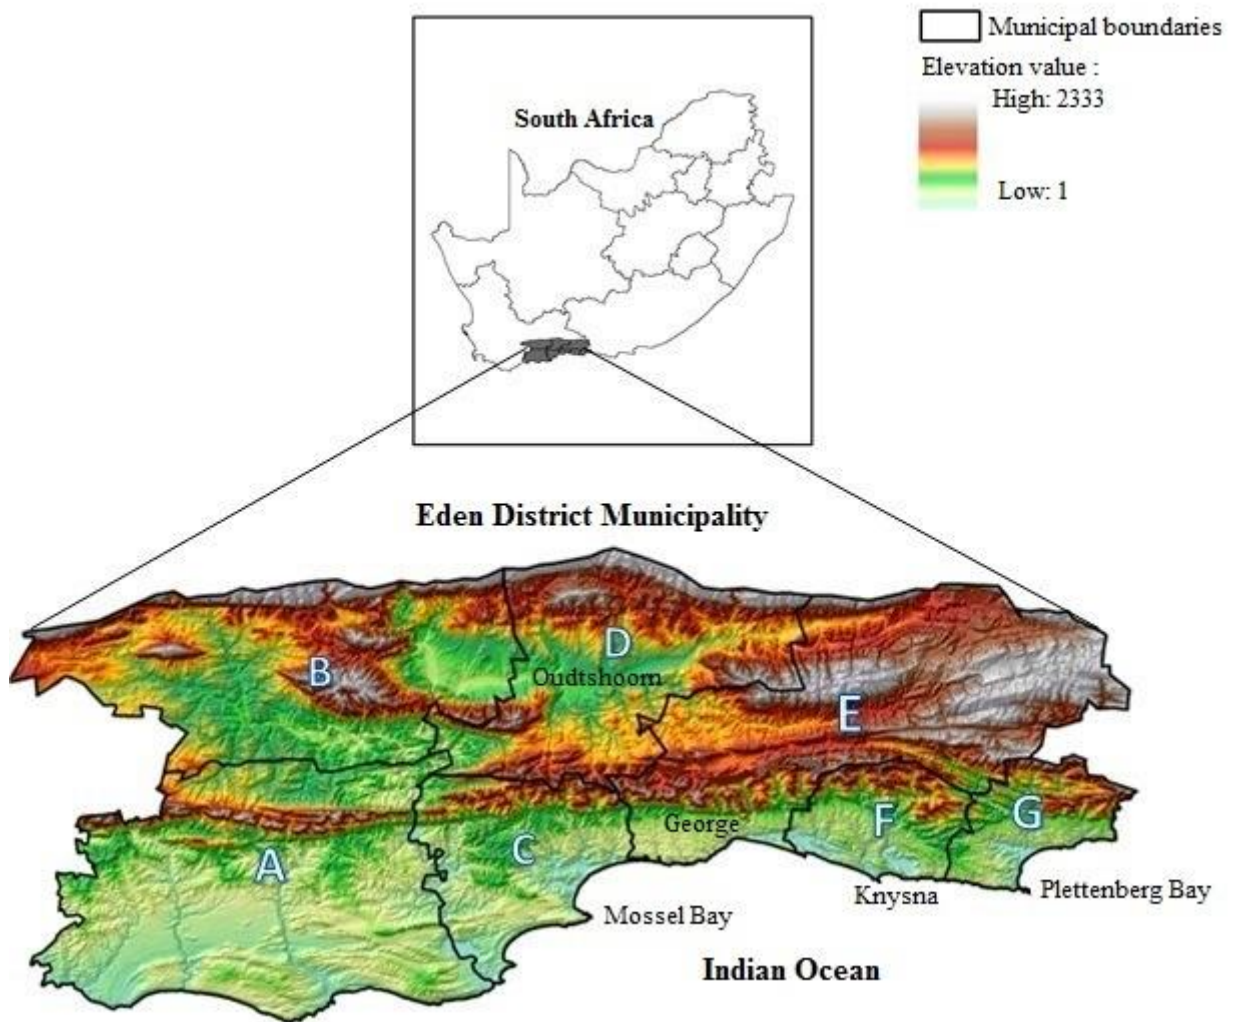 Municipal boundaries
Elevation value :
High: 2333
Low: 1
South Africa
Eden District Municipality
D
Oudtshoorn
B
E
George
A
C
F
G
Knysna
Plettenberg Bay
Mossel Bay
Indian Ocean